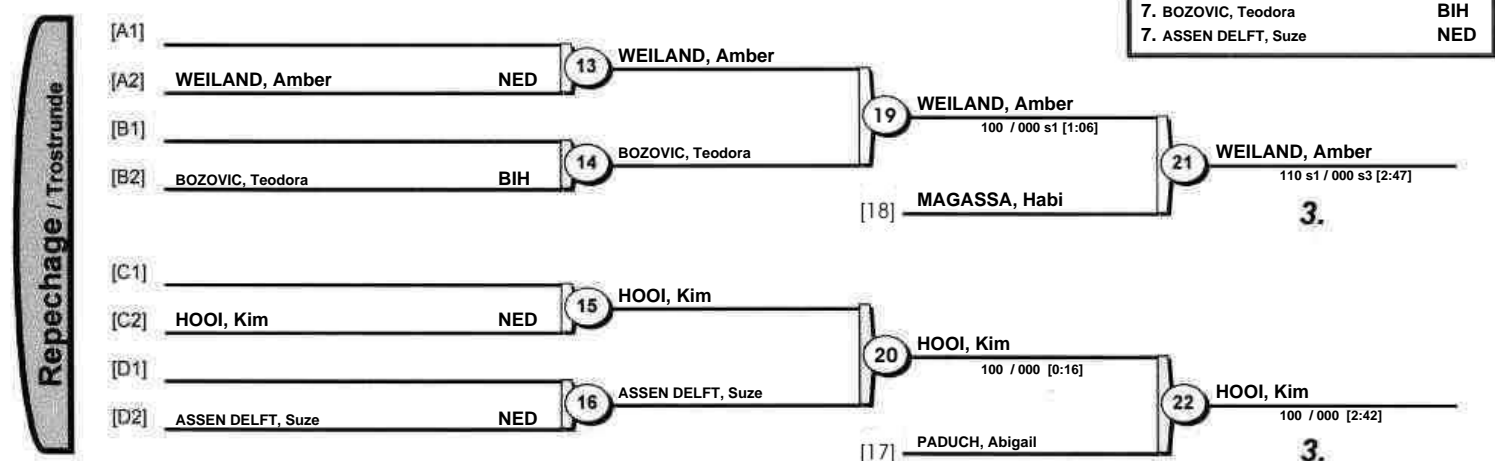 7. BOZOVIC, Teodora BIH
7. ASSEN DELFT, Suze NED
Repechage / Trostrunde
[A1]
[A2] WEILAND, Amber NED
13
WEILAND, Amber
[B1]
[B2] BOZOVIC, Teodora BIH
14
BOZOVIC, Teodora
19
WEILAND, Amber
100 / 000 s1 [1:06]
[18] MAGASSA, Habi
21
WEILAND, Amber
110 s1 / 000 s3 [2:47]
3.
[C1]
[C2] HOOI, Kim NED
15
HOOI, Kim
[D1]
[D2] ASSEN DELFT, Suze NED
16
ASSEN DELFT, Suze
20
HOOI, Kim
100 / 000 [0:16]
[17] PADUCH, Abigail
22
HOOI, Kim
100 / 000 [2:42]
3.